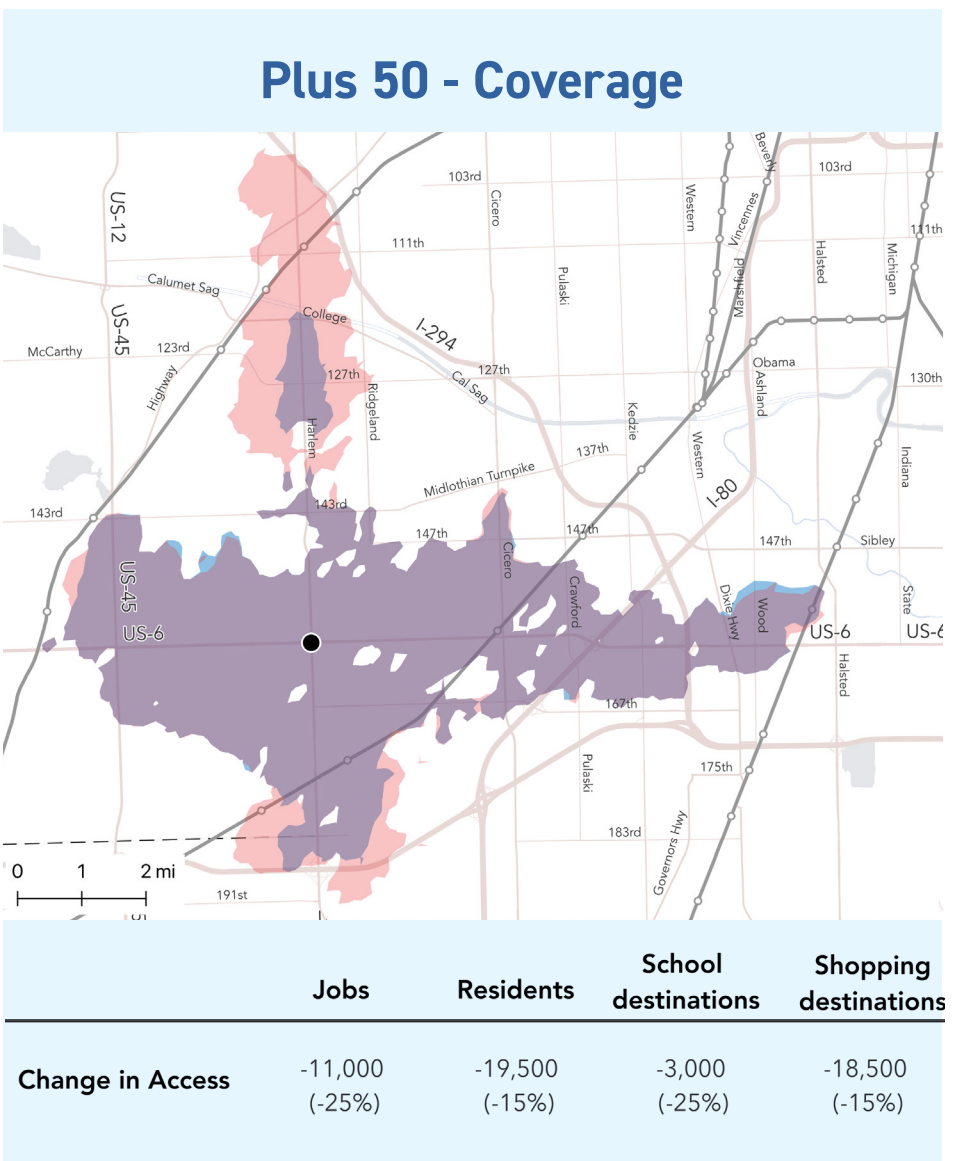 Plus 50 - Coverage
Beverly
103rd
103rd
US-12
Cicero
Western
Vincennes
111th
111th
Halsted
Michigan
Pulaski
Marshfield
Calumet Sag
College
US-45
I-294
McCarthy
123rd
127th
127th
Obama
130th
Highway
Ridgeland
Cal Sag
Ashland
Harlem
Kedzie
Western
137th
Indiana
Midlothian Turnpike
I-80
143rd
143rd
147th
147th
147th
Sibley
Cicero
US-45
Crawford
Dixie Hwy
Wood
State
US-6
US-6
US-6
Halsted
167th
Pulaski
175th
183rd
Governors Hwy
0 1 2 mi
191st
Jobs
Residents
School
destinations
Shopping
destinations
Change in Access
-11,000
(-25%)
-19,500
(-15%)
-3,000
(-25%)
-18,500
(-15%)